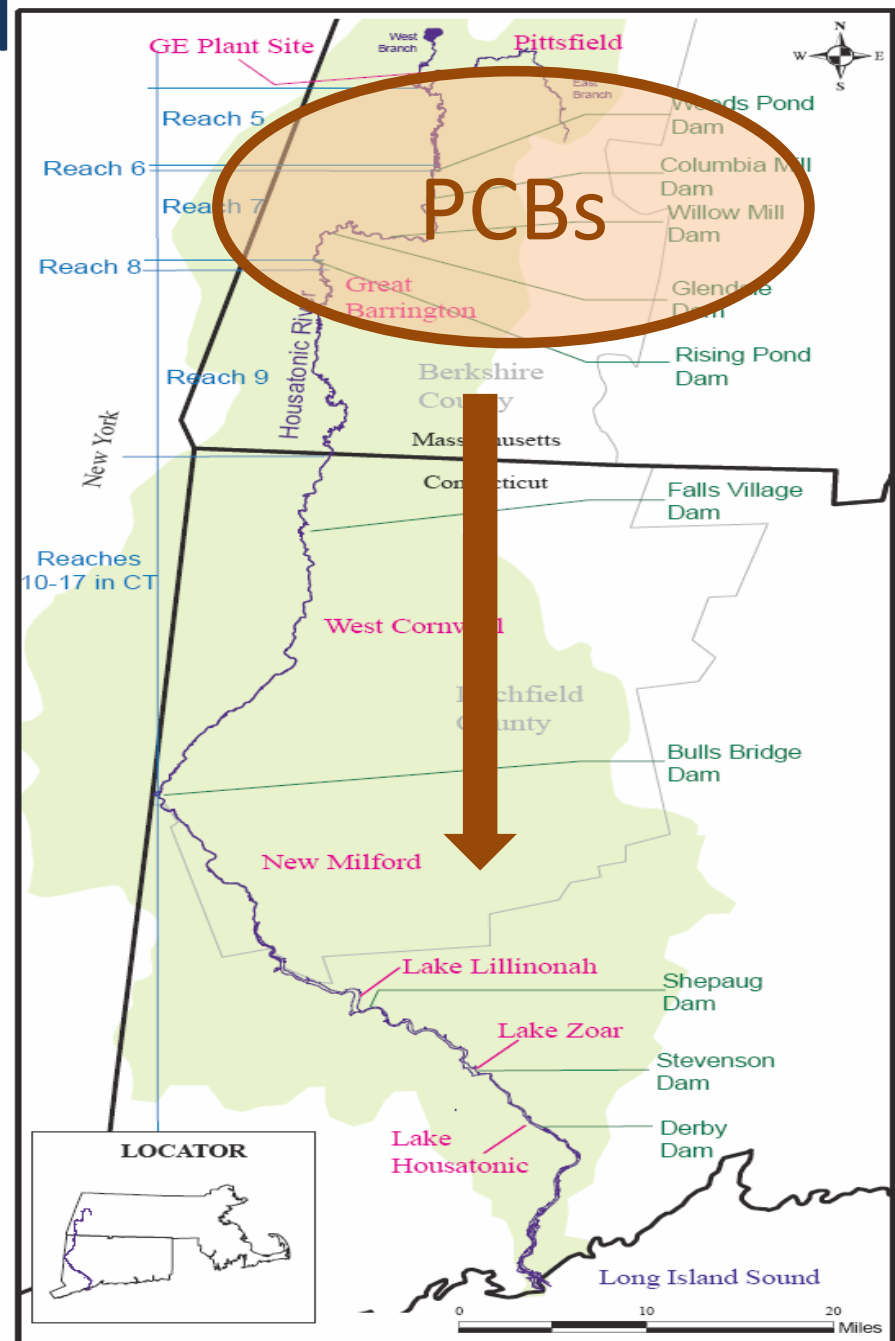 N
W
E
S
West
Branch
GE Plant Site
Pittsfield
East
Branch
Reach 5
Woods Pond
Dam
Reach 6
Columbia Mill
Dam
PCBs
Reach 7
Willow Mill
Dam
Reach 8
Great
Barrington
Glendale
Dam
Housatonic River
Rising Pond
Dam
Reach 9
Berkshire
County
New York
Massachusetts
Connecticut
Falls Village
Dam
Reaches
10-17 in CT
West Cornwall
Litchfield
County
Bulls Bridge
Dam
New Milford
Lake Lillinonah
Shepaug
Dam
Lake Zoar
Stevenson
Dam
Lake
Housatonic
Derby
Dam
LOCATOR
Long Island Sound
0
10
20
Miles